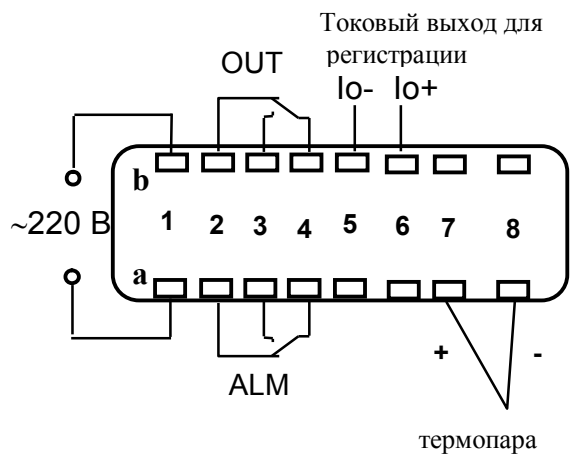 Токовый выход для
регистрации
OUT
Io- Io+
b
~220 В 1 2 3 4 5 6 7 8
a
+ -
ALM
термопара